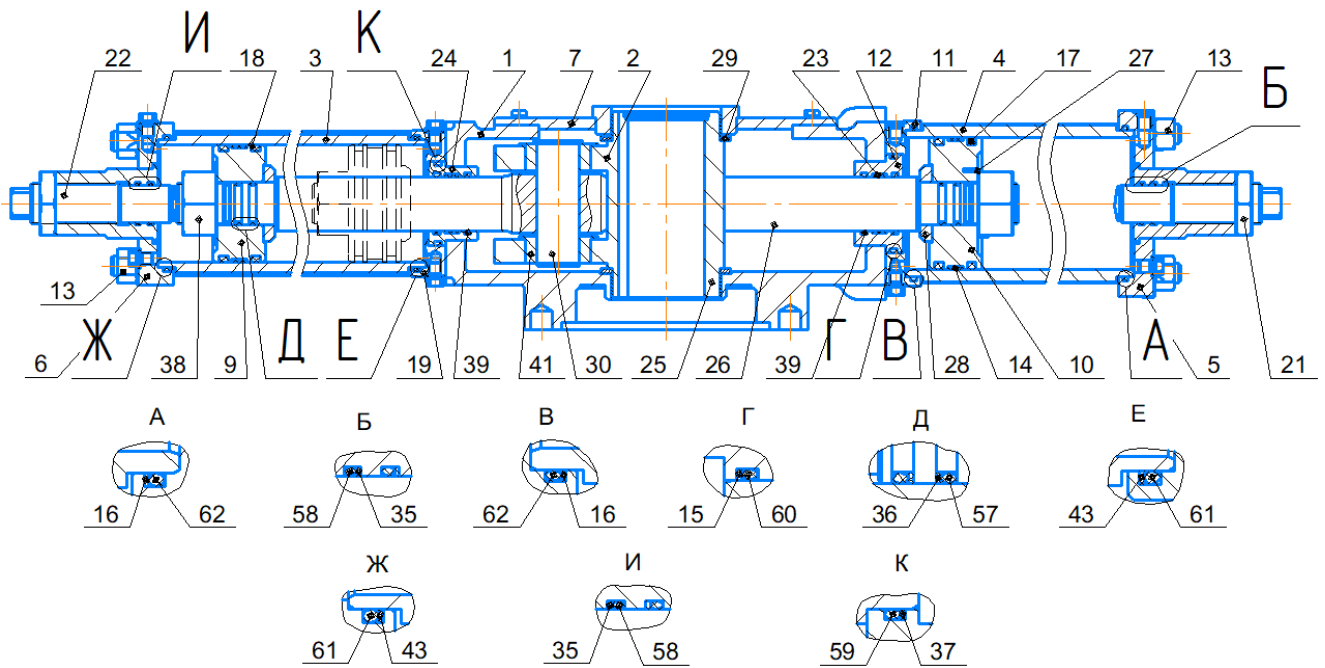 И К
22 18 3 24 1 7 2 29 23 12 11 4 17 27 13 Б
13 Ж Д Е Г В А
6 38 9 19 39 41 30 25 26 39 28 14 10 5 21
А Б В Г Д Е
16 62 58 35 62 16 15 60 36 57 43 61
Ж И К
61 43 35 58 59 37